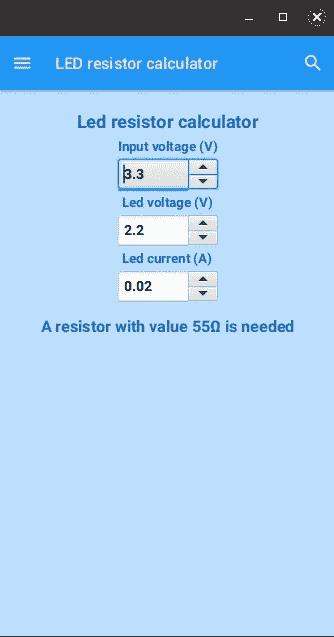 LED resistor calculator
Led resistor calculator
Input voltage (V)
3.3
Led voltage (V)
2.2
Led current (A)
0.02
A resistor with value 55Ω is needed